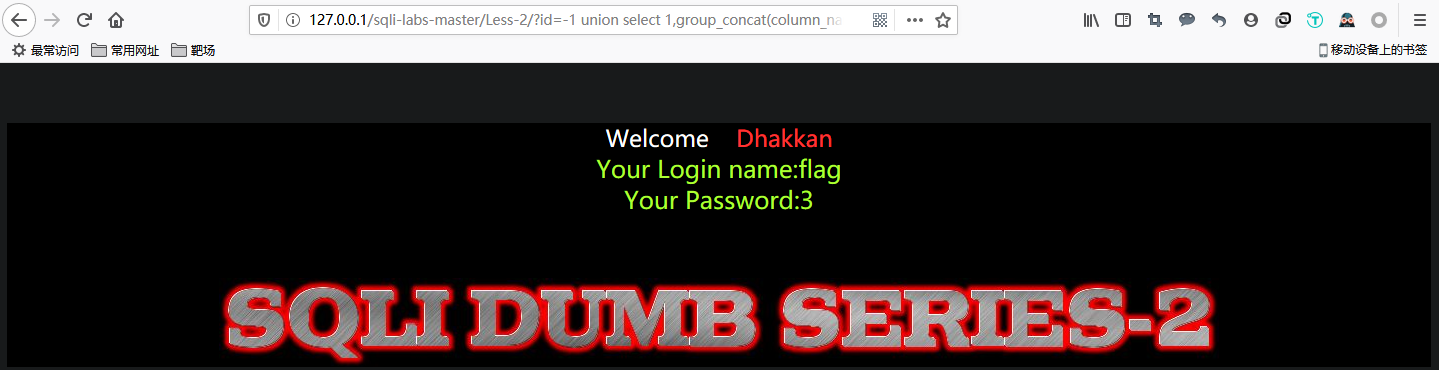 127.0.0.1/sqli-labs-master/Less-2/?id=-1 union select 1,group_concat(column_na
最常访问 常用网址 靶场 移动设备上的书签
Welcome Dhakkan
Your Login name:flag
Your Password:3
SQLI DUMB SERIES-2